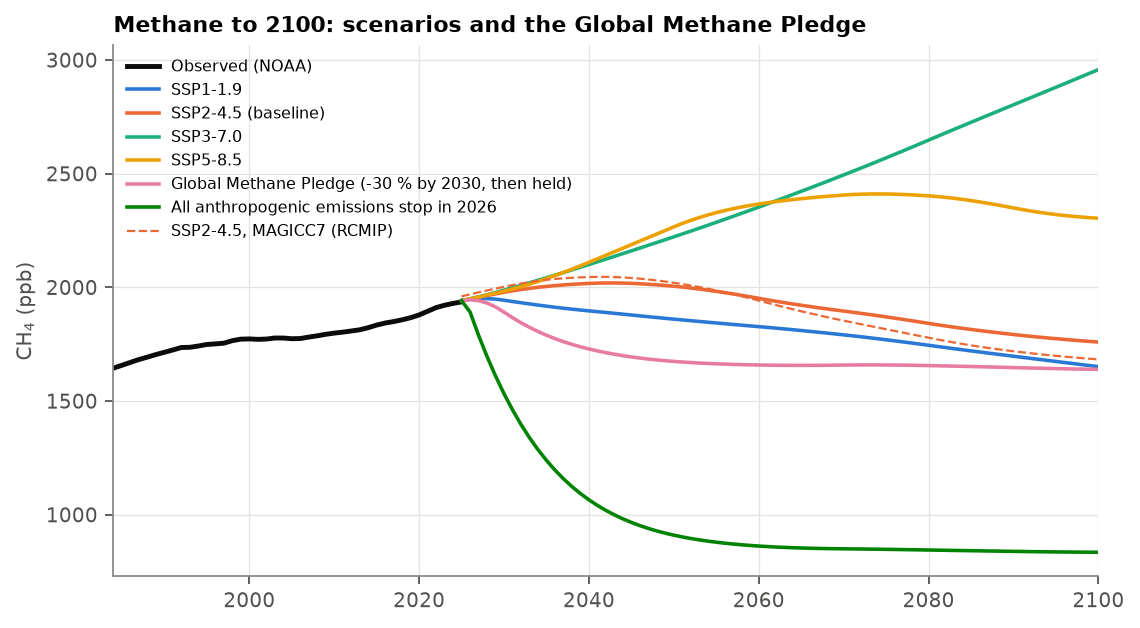 Methane to 2100: scenarios and the Global Methane Pledge
3000
2500
2000
1500
1000
CH₄ (ppb)
Observed (NOAA)
SSP1-1.9
SSP2-4.5 (baseline)
SSP3-7.0
SSP5-8.5
Global Methane Pledge (-30 % by 2030, then held)
All anthropogenic emissions stop in 2026
SSP2-4.5, MAGICC7 (RCMIP)
2000
2020
2040
2060
2080
2100